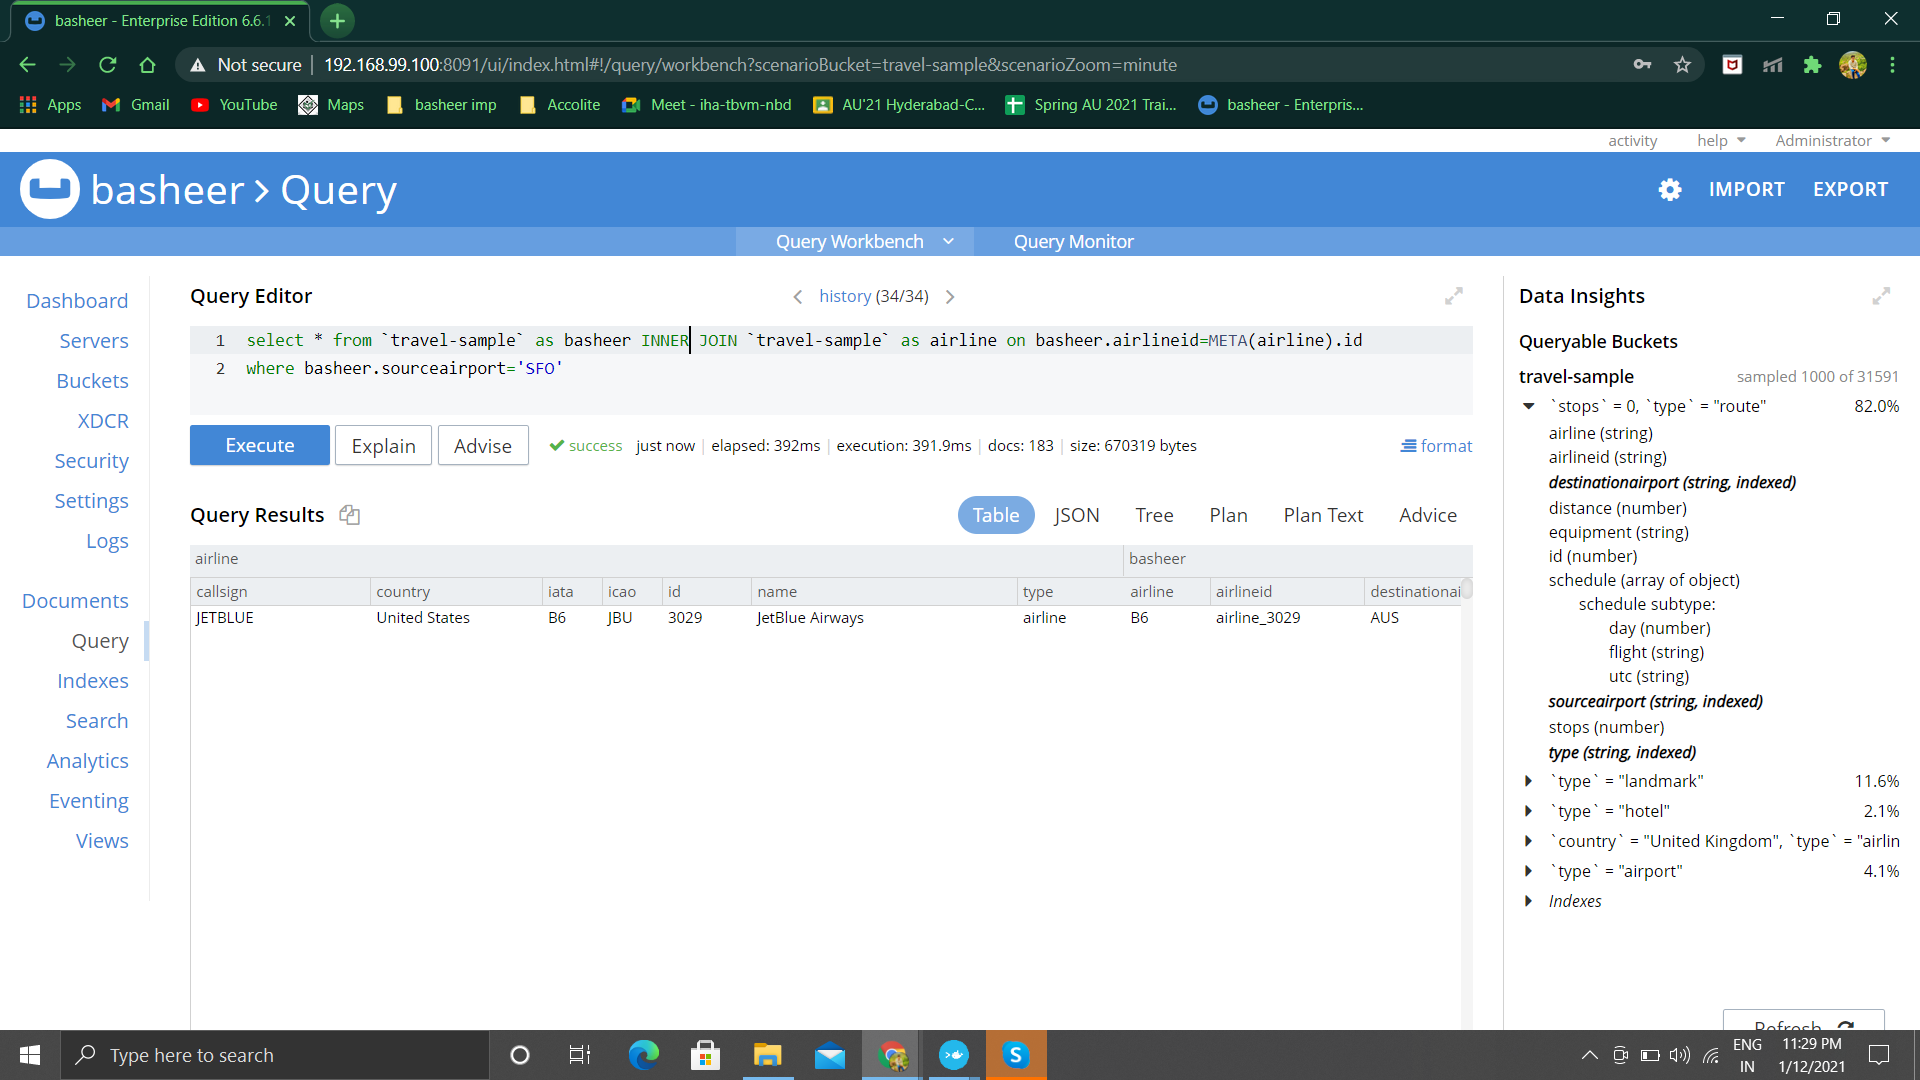 basheer - Enterprise Edition 6.6.1
Not secure | 192.168.99.100:8091/ui/index.html#!/query/workbench?scenarioBucket=travel-sample&scenarioZoom=minute
Apps Gmail YouTube Maps basheer imp Accolite Meet - iha-tbvm-nbd AU'21 Hyderabad-C... Spring AU 2021 Trai... basheer - Enterpris...
activity help Administrator
basheer > Query
IMPORT EXPORT
Query Workbench Query Monitor
Dashboard
Servers
Buckets
XDCR
Security
Settings
Logs
Documents
Query
Indexes
Search
Analytics
Eventing
Views
Query Editor
history (34/34)
1 select * from `travel-sample` as basheer INNER JOIN `travel-sample` as airline on basheer.airlineid=META(airline).id
2 where basheer.sourceairport='SFO'
Execute Explain Advise
success just now | elapsed: 392ms | execution: 391.9ms | docs: 183 | size: 670319 bytes
format
Query Results
Table JSON Tree Plan Plan Text Advice
airline basheer
callsign country iata icao id name type airline airlineid destinationai
JETBLUE United States B6 JBU 3029 JetBlue Airways airline B6 airline_3029 AUS
Data Insights
Queryable Buckets
travel-sample sampled 1000 of 31591
`stops` = 0, `type` = "route" 82.0%
airline (string)
airlineid (string)
destinationairport (string, indexed)
distance (number)
equipment (string)
id (number)
schedule (array of object)
schedule subtype:
day (number)
flight (string)
utc (string)
sourceairport (string, indexed)
stops (number)
type (string, indexed)
`type` = "landmark" 11.6%
`type` = "hotel" 2.1%
`country` = "United Kingdom", `type` = "airlin
`type` = "airport" 4.1%
Indexes
Refresh
Type here to search
ENG
IN
11:29 PM
1/12/2021